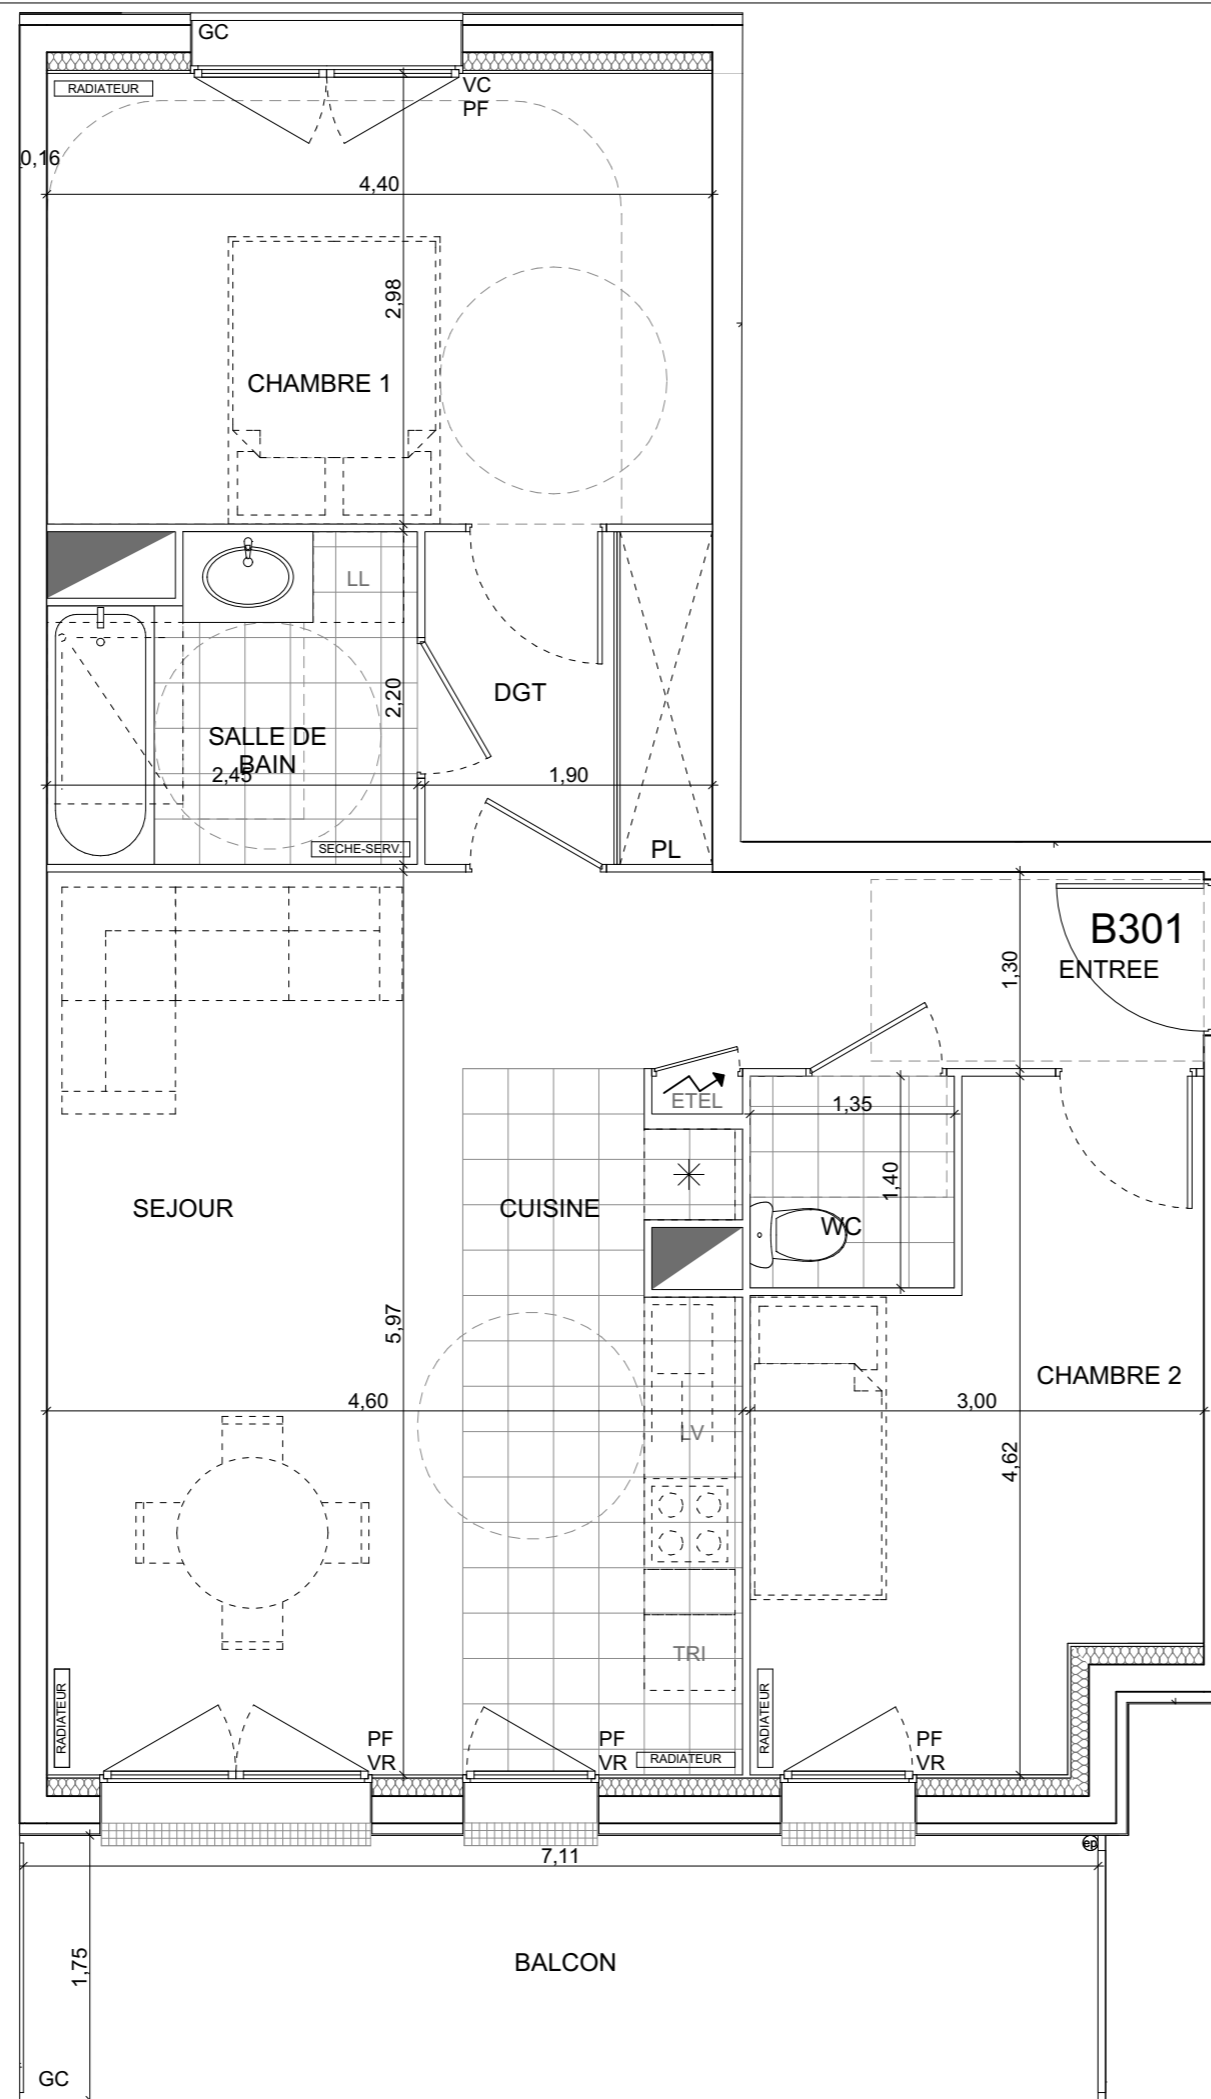 GC
RADIATEUR
VC
PF
0,16
4,40
2,98
CHAMBRE 1
LL
DGT
2,20
SALLE DE
BAIN
2,45
1,90
SECHE-SERV.
PL
B301
ENTREE
1,30
ETEL
1,35
1,40
SEJOUR
CUISINE
WC
5,97
CHAMBRE 2
4,60
3,00
LV
4,62
TRI
RADIATEUR
PF
VR
PF
VR
RADIATEUR
RADIATEUR
PF
VR
7,11
ep
1,75
BALCON
GC